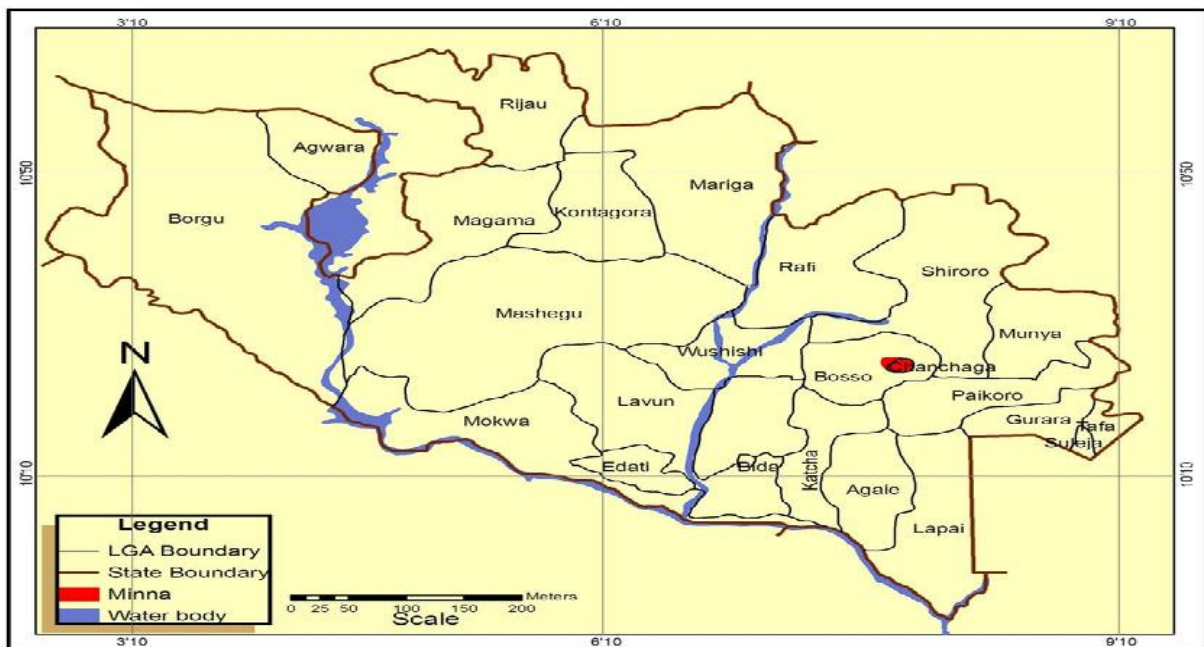 3'10 6'10 9'10
Rijau
Agwara
10'50 10'50
Mariga
Borgu
Magama
Kontagora
Rafi
Shiroro
Mashegu
Munya
N
Wushishi
Bosso
Chanchaga
Lavun
Paikoro
Mokwa
Gurara
Tafa
Suleja
Edati
Bida
Katcha
10'10 10'10
Agaie
Lapai
Legend
LGA Boundary
State Boundary
Minna
Water body
0 25 50 100 150 200 Meters
Scale
3'10 6'10 9'10